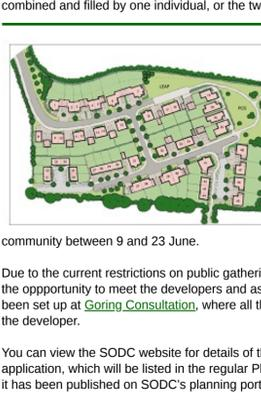 combined and filled by one individual, or the tw
LEAP
POS
community between 9 and 23 June.
Due to the current restrictions on public gatheri
the oppportunity to meet the developers and as
been set up at Goring Consultation, where all th
the developer.
You can view the SODC website for details of th
application, which will be listed in the regular Pl
it has been published on SODC's planning port